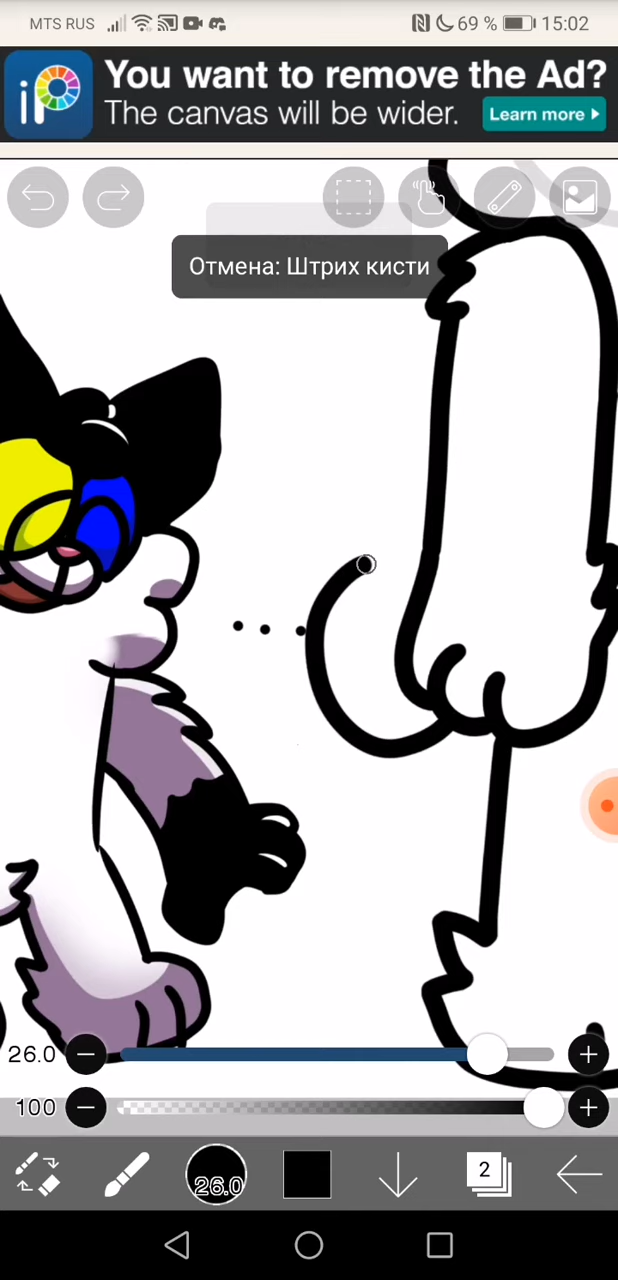 MTS RUS 69 % 15:02
iP You want to remove the Ad?
The canvas will be wider. Learn more
Отмена: Штрих кисти
26.0
100
26.0 2